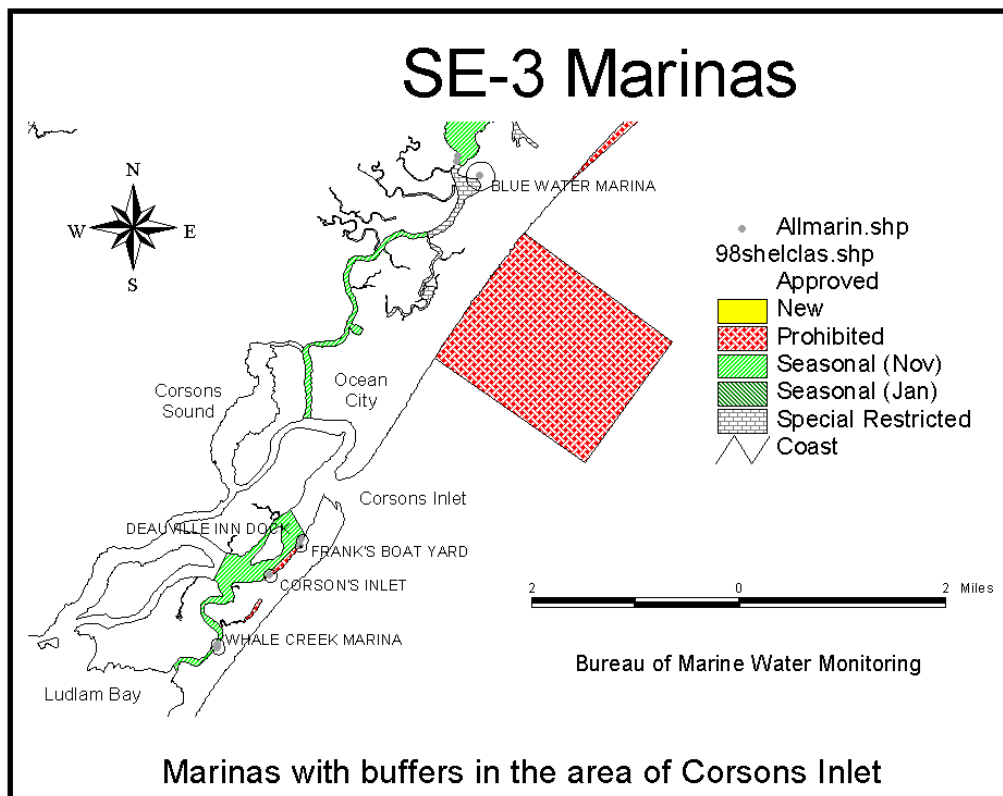 SE-3 Marinas
N
W
E
S
BLUE WATER MARINA
Allmarin.shp
98shelclas.shp
Approved
New
Prohibited
Seasonal (Nov)
Seasonal (Jan)
Special Restricted
Coast
Corsons
Sound
Ocean
City
Corsons Inlet
DEAUVILLE INN DOCK
FRANK'S BOAT YARD
CORSON'S INLET
WHALE CREEK MARINA
Ludlam Bay
2
0
2 Miles
Bureau of Marine Water Monitoring
Marinas with buffers in the area of Corsons Inlet